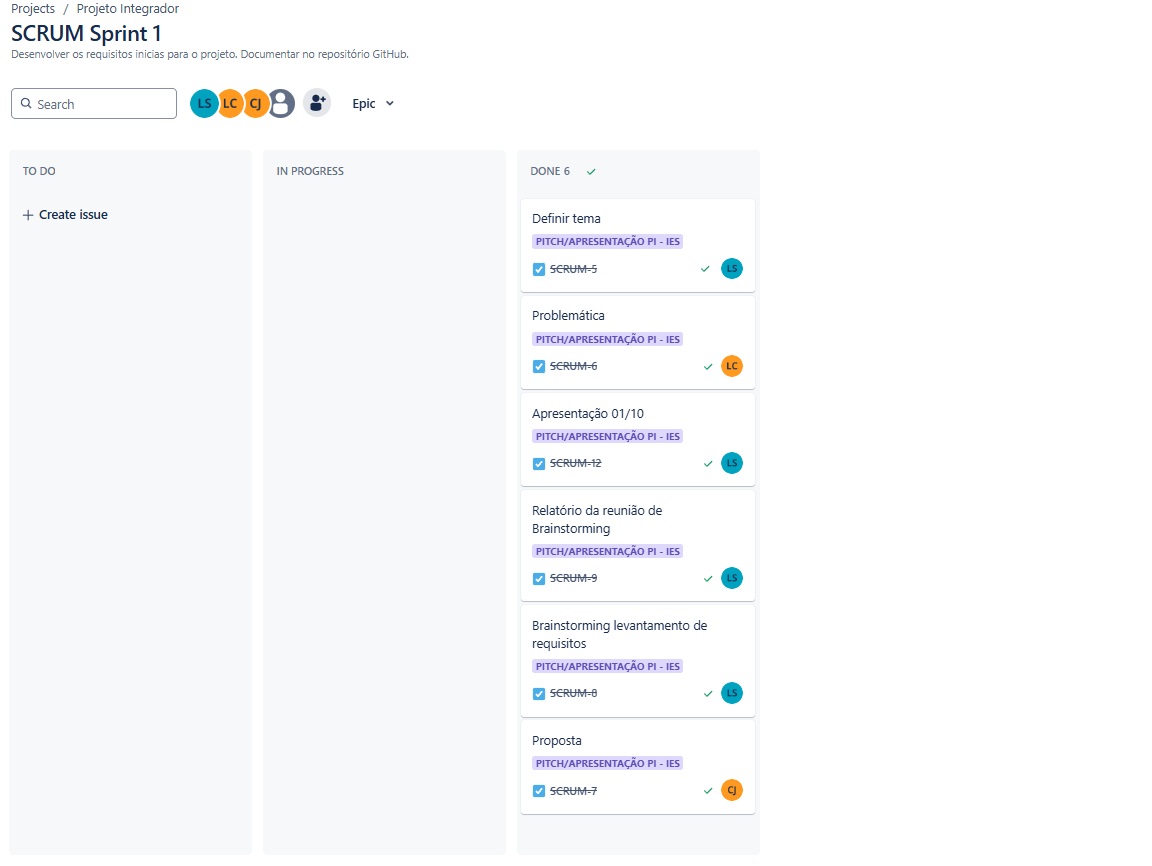 Projects / Projeto Integrador
SCRUM Sprint 1
Desenvolver os requisitos inicias para o projeto. Documentar no repositório GitHub.
Search LS LC CJ Epic
TO DO
Create issue
IN PROGRESS
DONE 6
Definir tema
PITCH/APRESENTAÇÃO PI - IES
SCRUM-5 LS
Problemática
PITCH/APRESENTAÇÃO PI - IES
SCRUM-6 LC
Apresentação 01/10
PITCH/APRESENTAÇÃO PI - IES
SCRUM-12 LS
Relatório da reunião de
Brainstorming
PITCH/APRESENTAÇÃO PI - IES
SCRUM-9 LS
Brainstorming levantamento de
requisitos
PITCH/APRESENTAÇÃO PI - IES
SCRUM-8 LS
Proposta
PITCH/APRESENTAÇÃO PI - IES
SCRUM-7 CJ